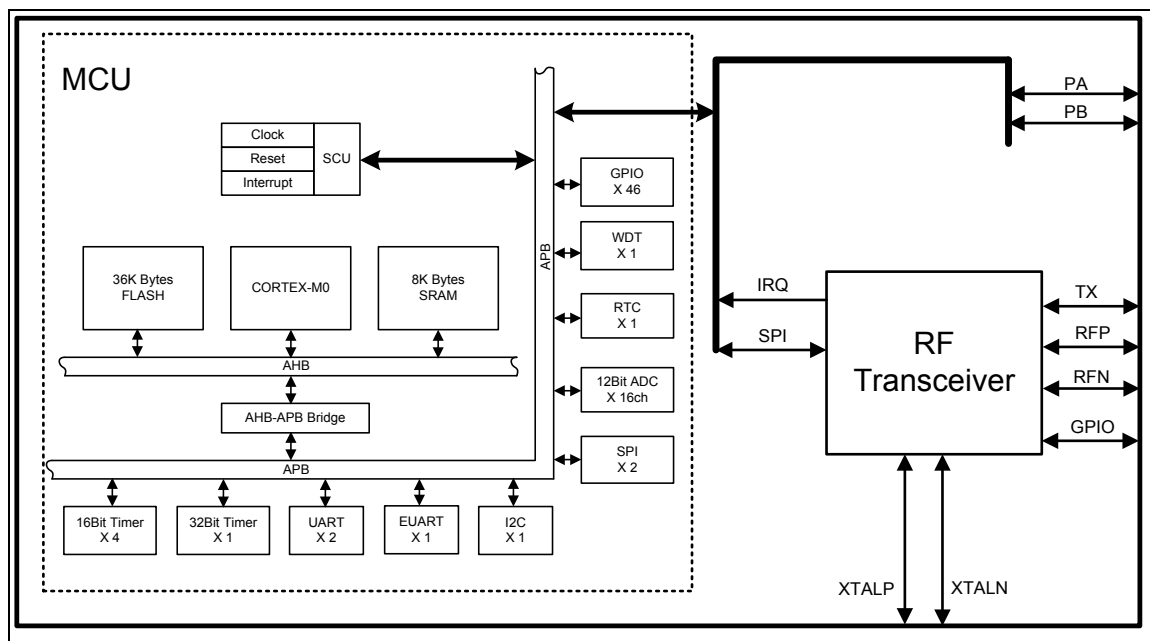 MCU
Clock
Reset
Interrupt
SCU
36K Bytes
FLASH
CORTEX-M0
8K Bytes
SRAM
AHB
AHB-APB Bridge
APB
16Bit Timer
X 4
32Bit Timer
X 1
UART
X 2
EUART
X 1
I2C
X 1
APB
GPIO
X 46
WDT
X 1
RTC
X 1
12Bit ADC
X 16ch
SPI
X 2
PA
PB
IRQ
SPI
RF
Transceiver
TX
RFP
RFN
GPIO
XTALP
XTALN